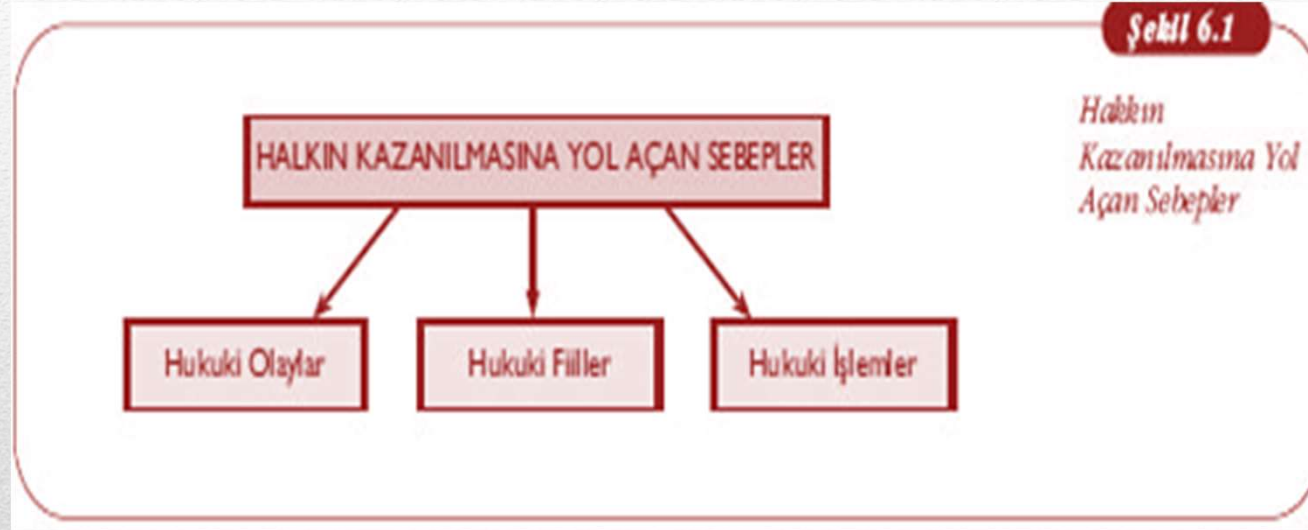 Şekil 6.1
Hakkın
Kazanılmasına Yol
Açan Sebepler
HALKIN KAZANILMASINA YOL AÇAN SEBEPLER
Hukuki Olaylar
Hukuki Fiiller
Hukuki İşlemler